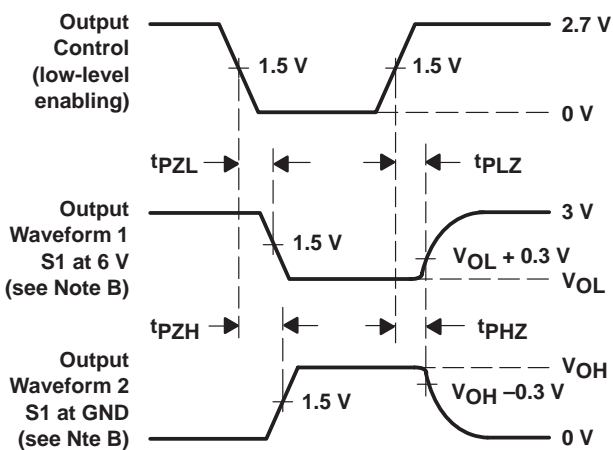 Output
Control
(low-level
enabling)
2.7 V
1.5 V
1.5 V
0 V
tPZL
tPLZ
Output
Waveform 1
S1 at 6 V
(see Note B)
3 V
1.5 V
VOL + 0.3 V
VOL
tPZH
tPHZ
Output
Waveform 2
S1 at GND
(see Nte B)
VOH
1.5 V
VOH –0.3 V
0 V